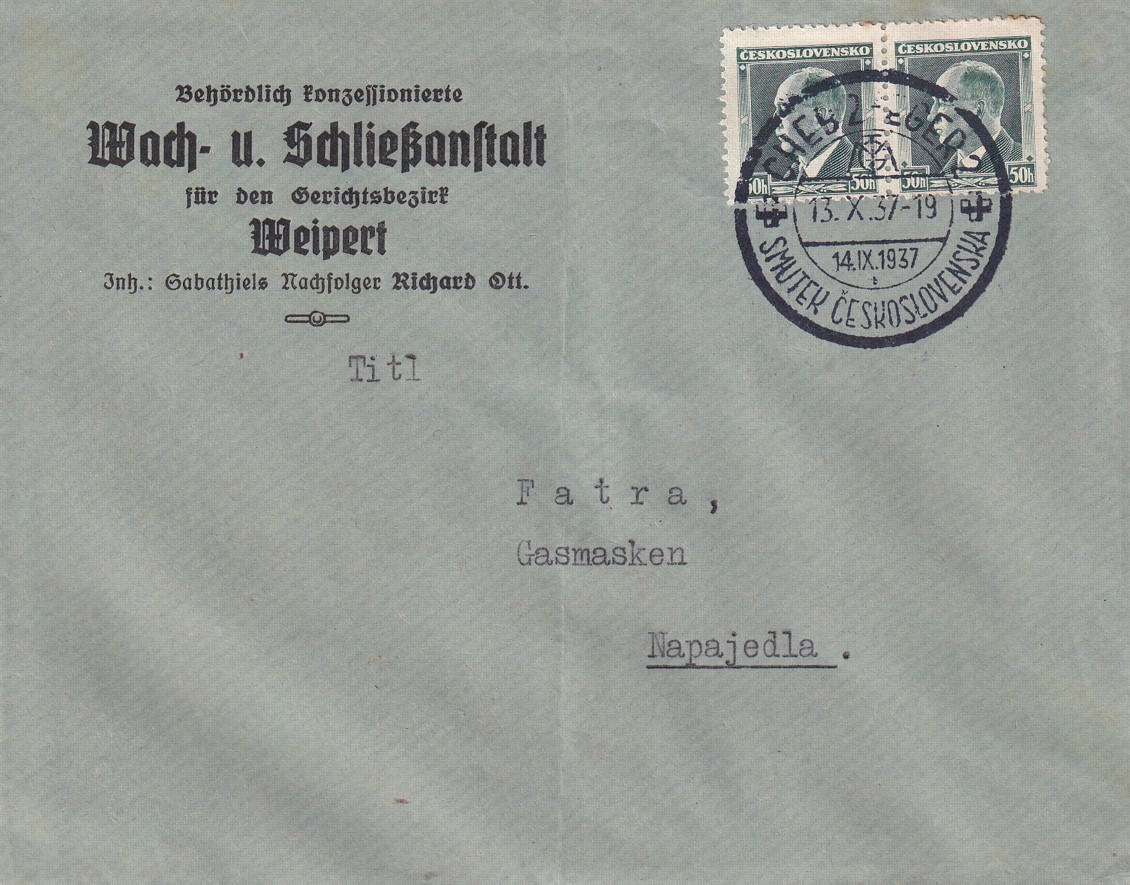 Behördlich konzessionierte
Wach- u. Schließanstalt
für den Gerichtsbezirk
Weipert
Inh.: Sabathiels Nachfolger Richard Ott.
ČESKOSLOVENSKO
ČESKOSLOVENSKO
50h
50h
50h
50h
CHEB 2 - EGER 2
13. X. 37-19
14.IX.1937
SMUTEK ČESKOSLOVENSKA
Titl
Fatra,
Gasmasken
Napajedla.